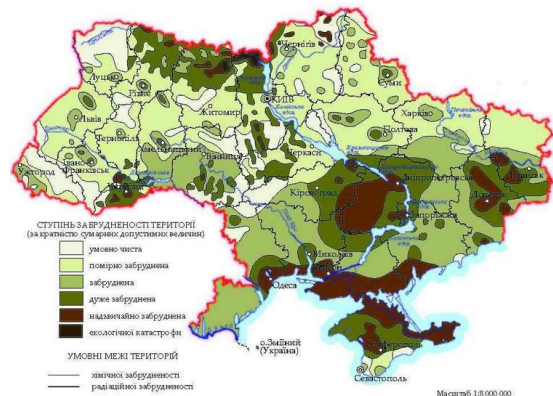 Чернігів
Суми
Луцьк
Рівне
КИЇВ
Житомир
Харків
Львів
Полтава
Тернопіль
Хмельницький
Вінниця
Черкаси
Івано-
Франківськ
Ужгород
Луганськ
Кіровоград
Дніпропетровськ
Донецьк
Запоріжжя
СТУПІНЬ ЗАБРУДНЕНОСТІ ТЕРИТОРІЇ
(за кратністю сумарних допустимих величин)
Миколаїв
умовно чиста
помірно забруднена
забруднена
Одеса
дуже забруднена
надзвичайно забруднена
екологічної катастрофи
о.Зміїний
(Україна)
Сімферополь
УМОВНІ МЕЖІ ТЕРИТОРІЙ
Севастополь
хімічної забрудненості
радіаційної забрудненості
Масштаб 1:8 000 000